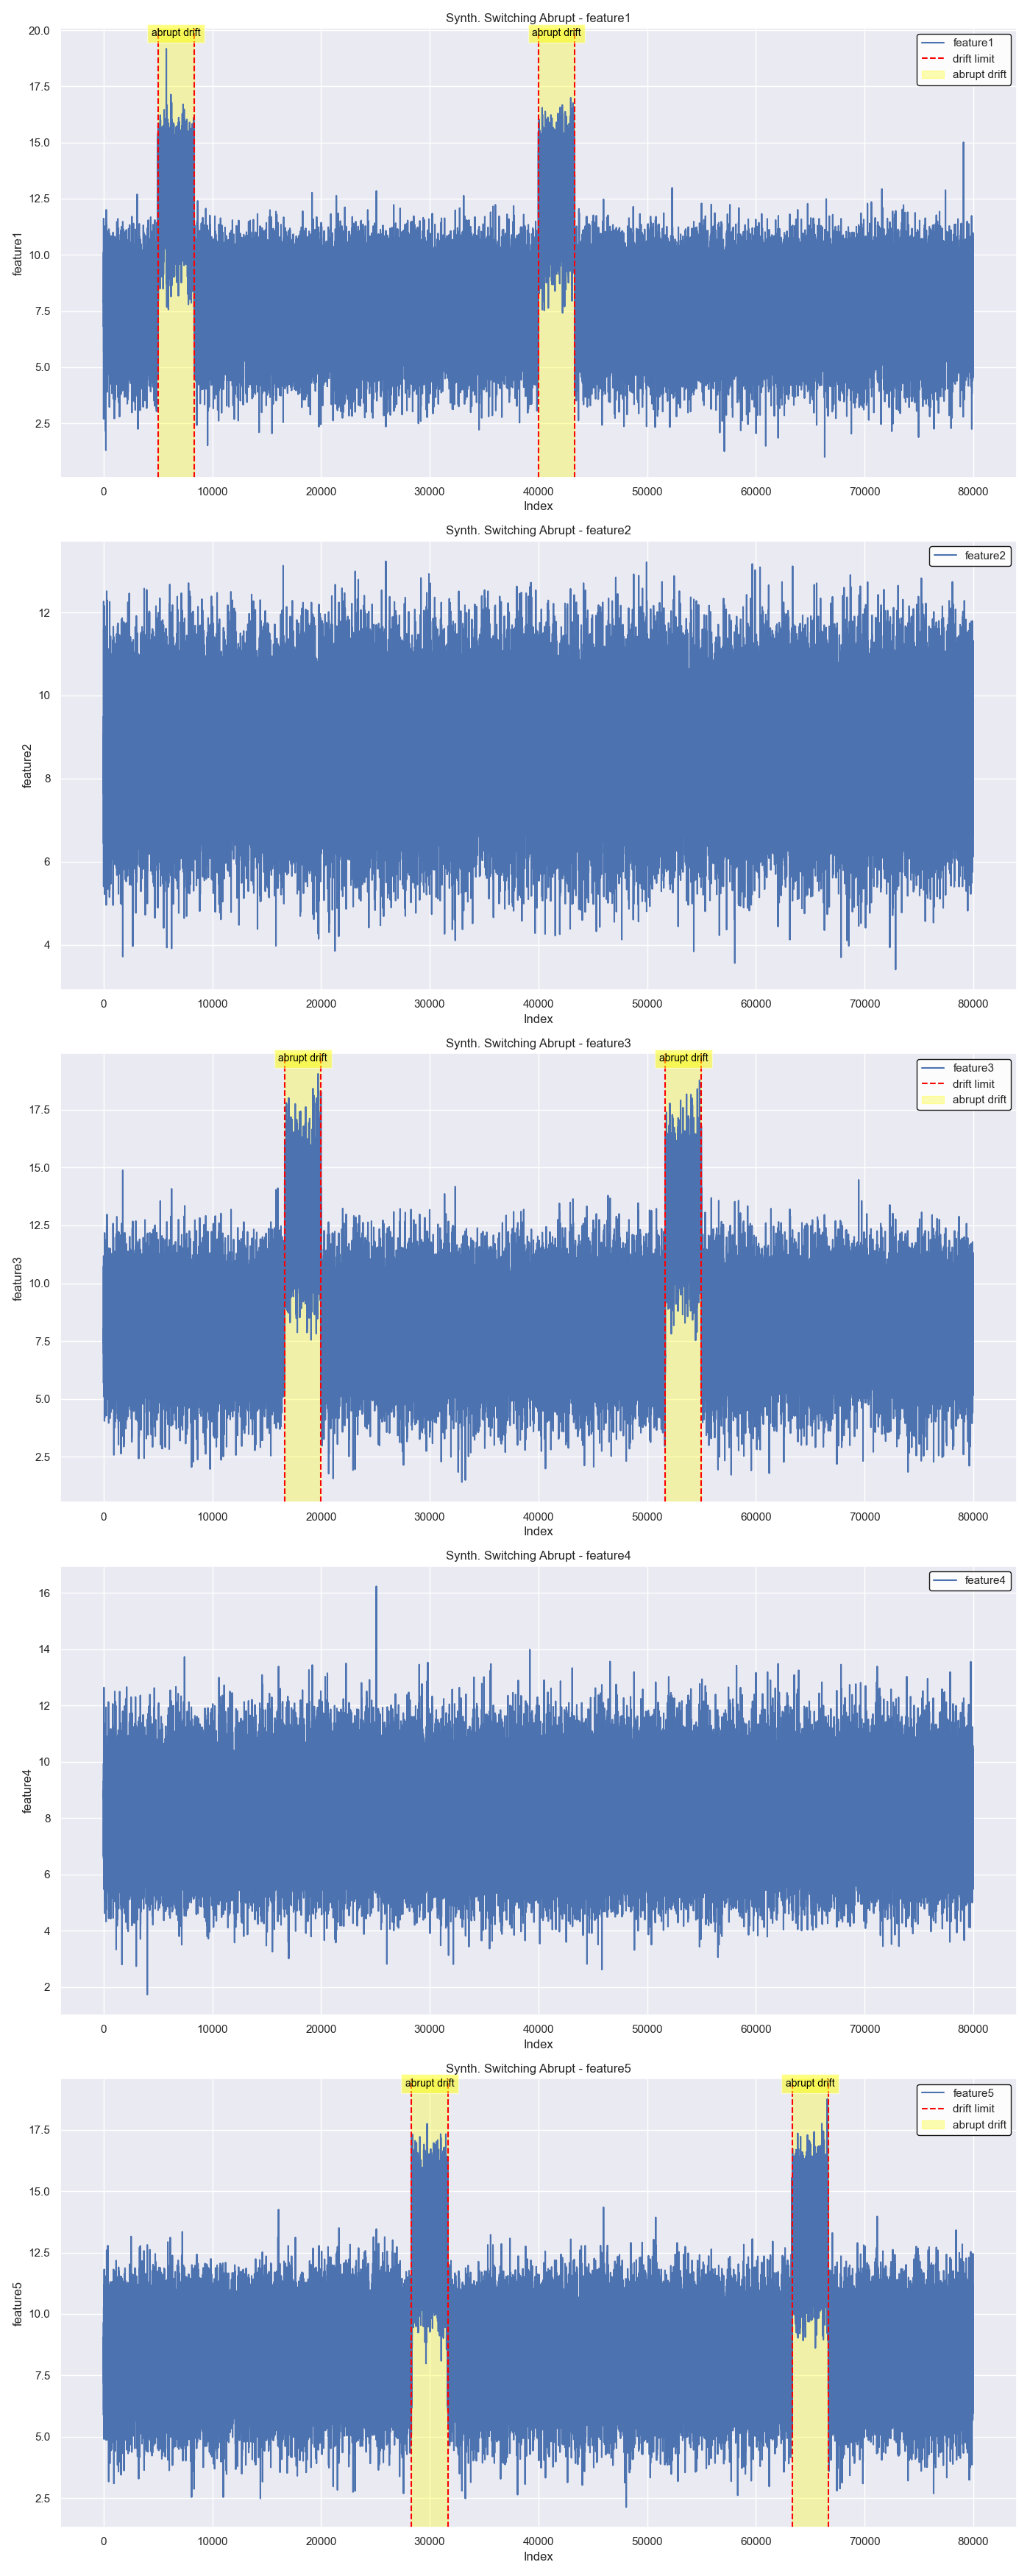 Synth. Switching Abrupt - feature1
abrupt drift abrupt drift
20.0
17.5
15.0
12.5
10.0
7.5
5.0
2.5
feature1
feature1
drift limit
abrupt drift
0 10000 20000 30000 40000 50000 60000 70000 80000
Index
Synth. Switching Abrupt - feature2
12
10
8
6
4
feature2
feature2
0 10000 20000 30000 40000 50000 60000 70000 80000
Index
Synth. Switching Abrupt - feature3
abrupt drift abrupt drift
17.5
15.0
12.5
10.0
7.5
5.0
2.5
feature3
feature3
drift limit
abrupt drift
0 10000 20000 30000 40000 50000 60000 70000 80000
Index
Synth. Switching Abrupt - feature4
16
14
12
10
8
6
4
2
feature4
feature4
0 10000 20000 30000 40000 50000 60000 70000 80000
Index
Synth. Switching Abrupt - feature5
abrupt drift abrupt drift
17.5
15.0
12.5
10.0
7.5
5.0
2.5
feature5
feature5
drift limit
abrupt drift
0 10000 20000 30000 40000 50000 60000 70000 80000
Index